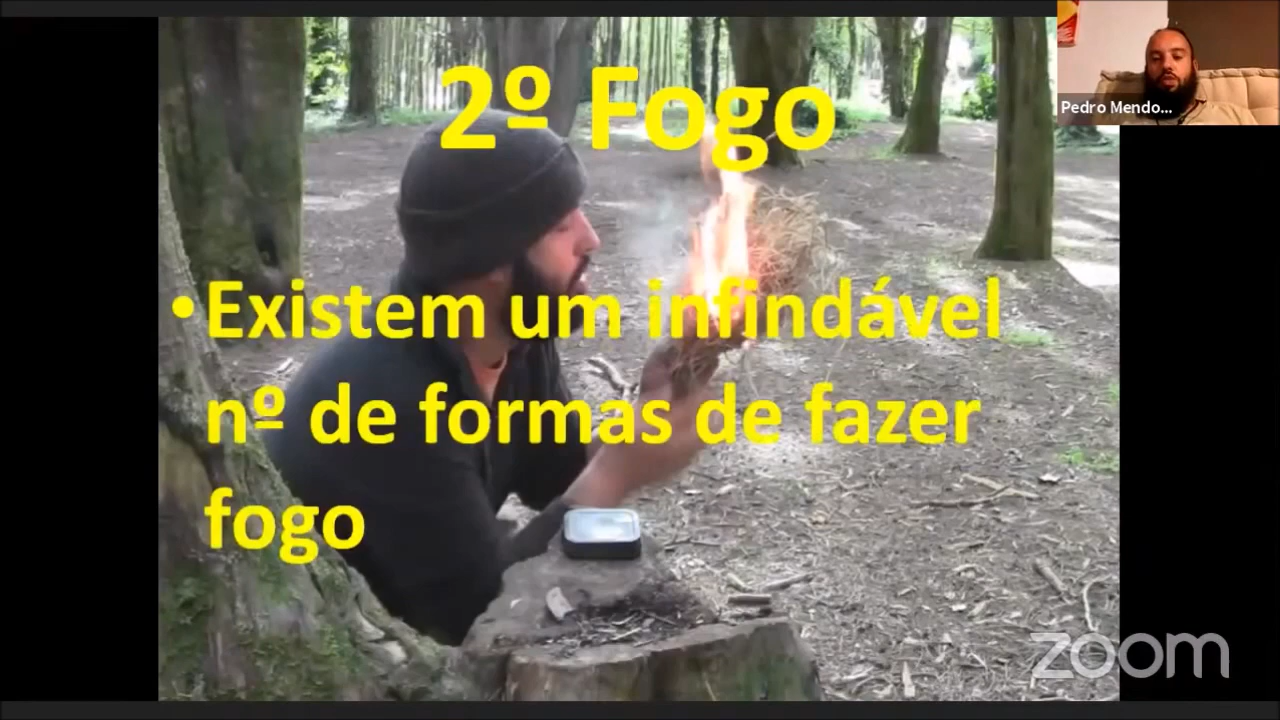 2º Fogo
Pedro Mendo...
•Existem um infindável
nº de formas de fazer
fogo
zoom